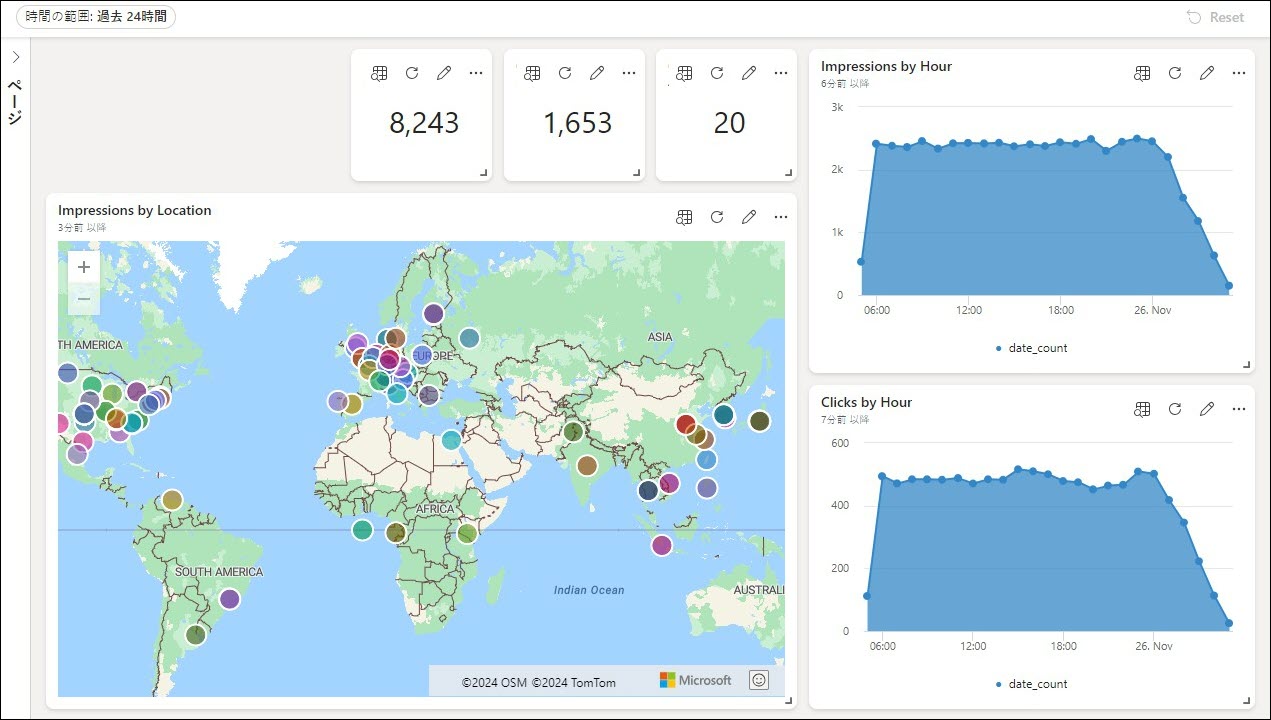 時間の範囲: 過去 24時間
Reset
ページ
8,243
1,653
20
Impressions by Hour
6分前 以降
3k
2k
1k
0
06:00
12:00
18:00
26. Nov
date_count
Impressions by Location
3分前 以降
+
−
TH AMERICA
EUROPE
ASIA
AFRICA
SOUTH AMERICA
Indian Ocean
AUSTRALI
©2024 OSM ©2024 TomTom
Microsoft
Clicks by Hour
7分前 以降
600
400
200
0
06:00
12:00
18:00
26. Nov
date_count